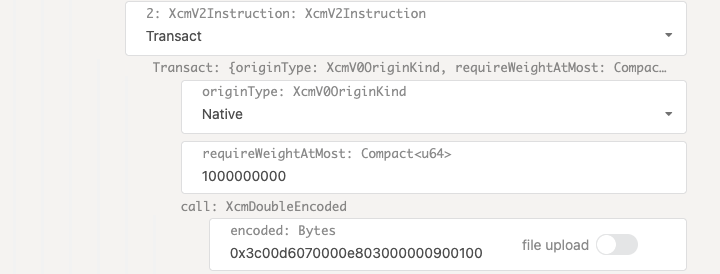 2: XcmV2Instruction: XcmV2Instruction
Transact
Transact: {originType: XcmV0OriginKind, requireWeightAtMost: Compac…
originType: XcmV0OriginKind
Native
requireWeightAtMost: Compact<u64>
1000000000
call: XcmDoubleEncoded
encoded: Bytes
0x3c00d6070000e803000000900100
file upload